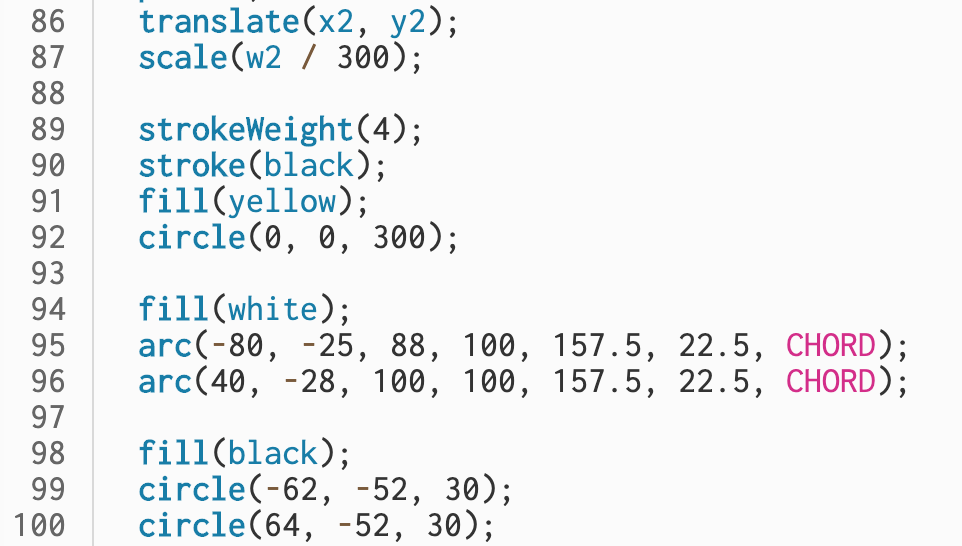 86 translate(x2, y2);
87 scale(w2 / 300);
88
89 strokeWeight(4);
90 stroke(black);
91 fill(yellow);
92 circle(0, 0, 300);
93
94 fill(white);
95 arc(-80, -25, 88, 100, 157.5, 22.5, CHORD);
96 arc(40, -28, 100, 100, 157.5, 22.5, CHORD);
97
98 fill(black);
99 circle(-62, -52, 30);
100 circle(64, -52, 30);